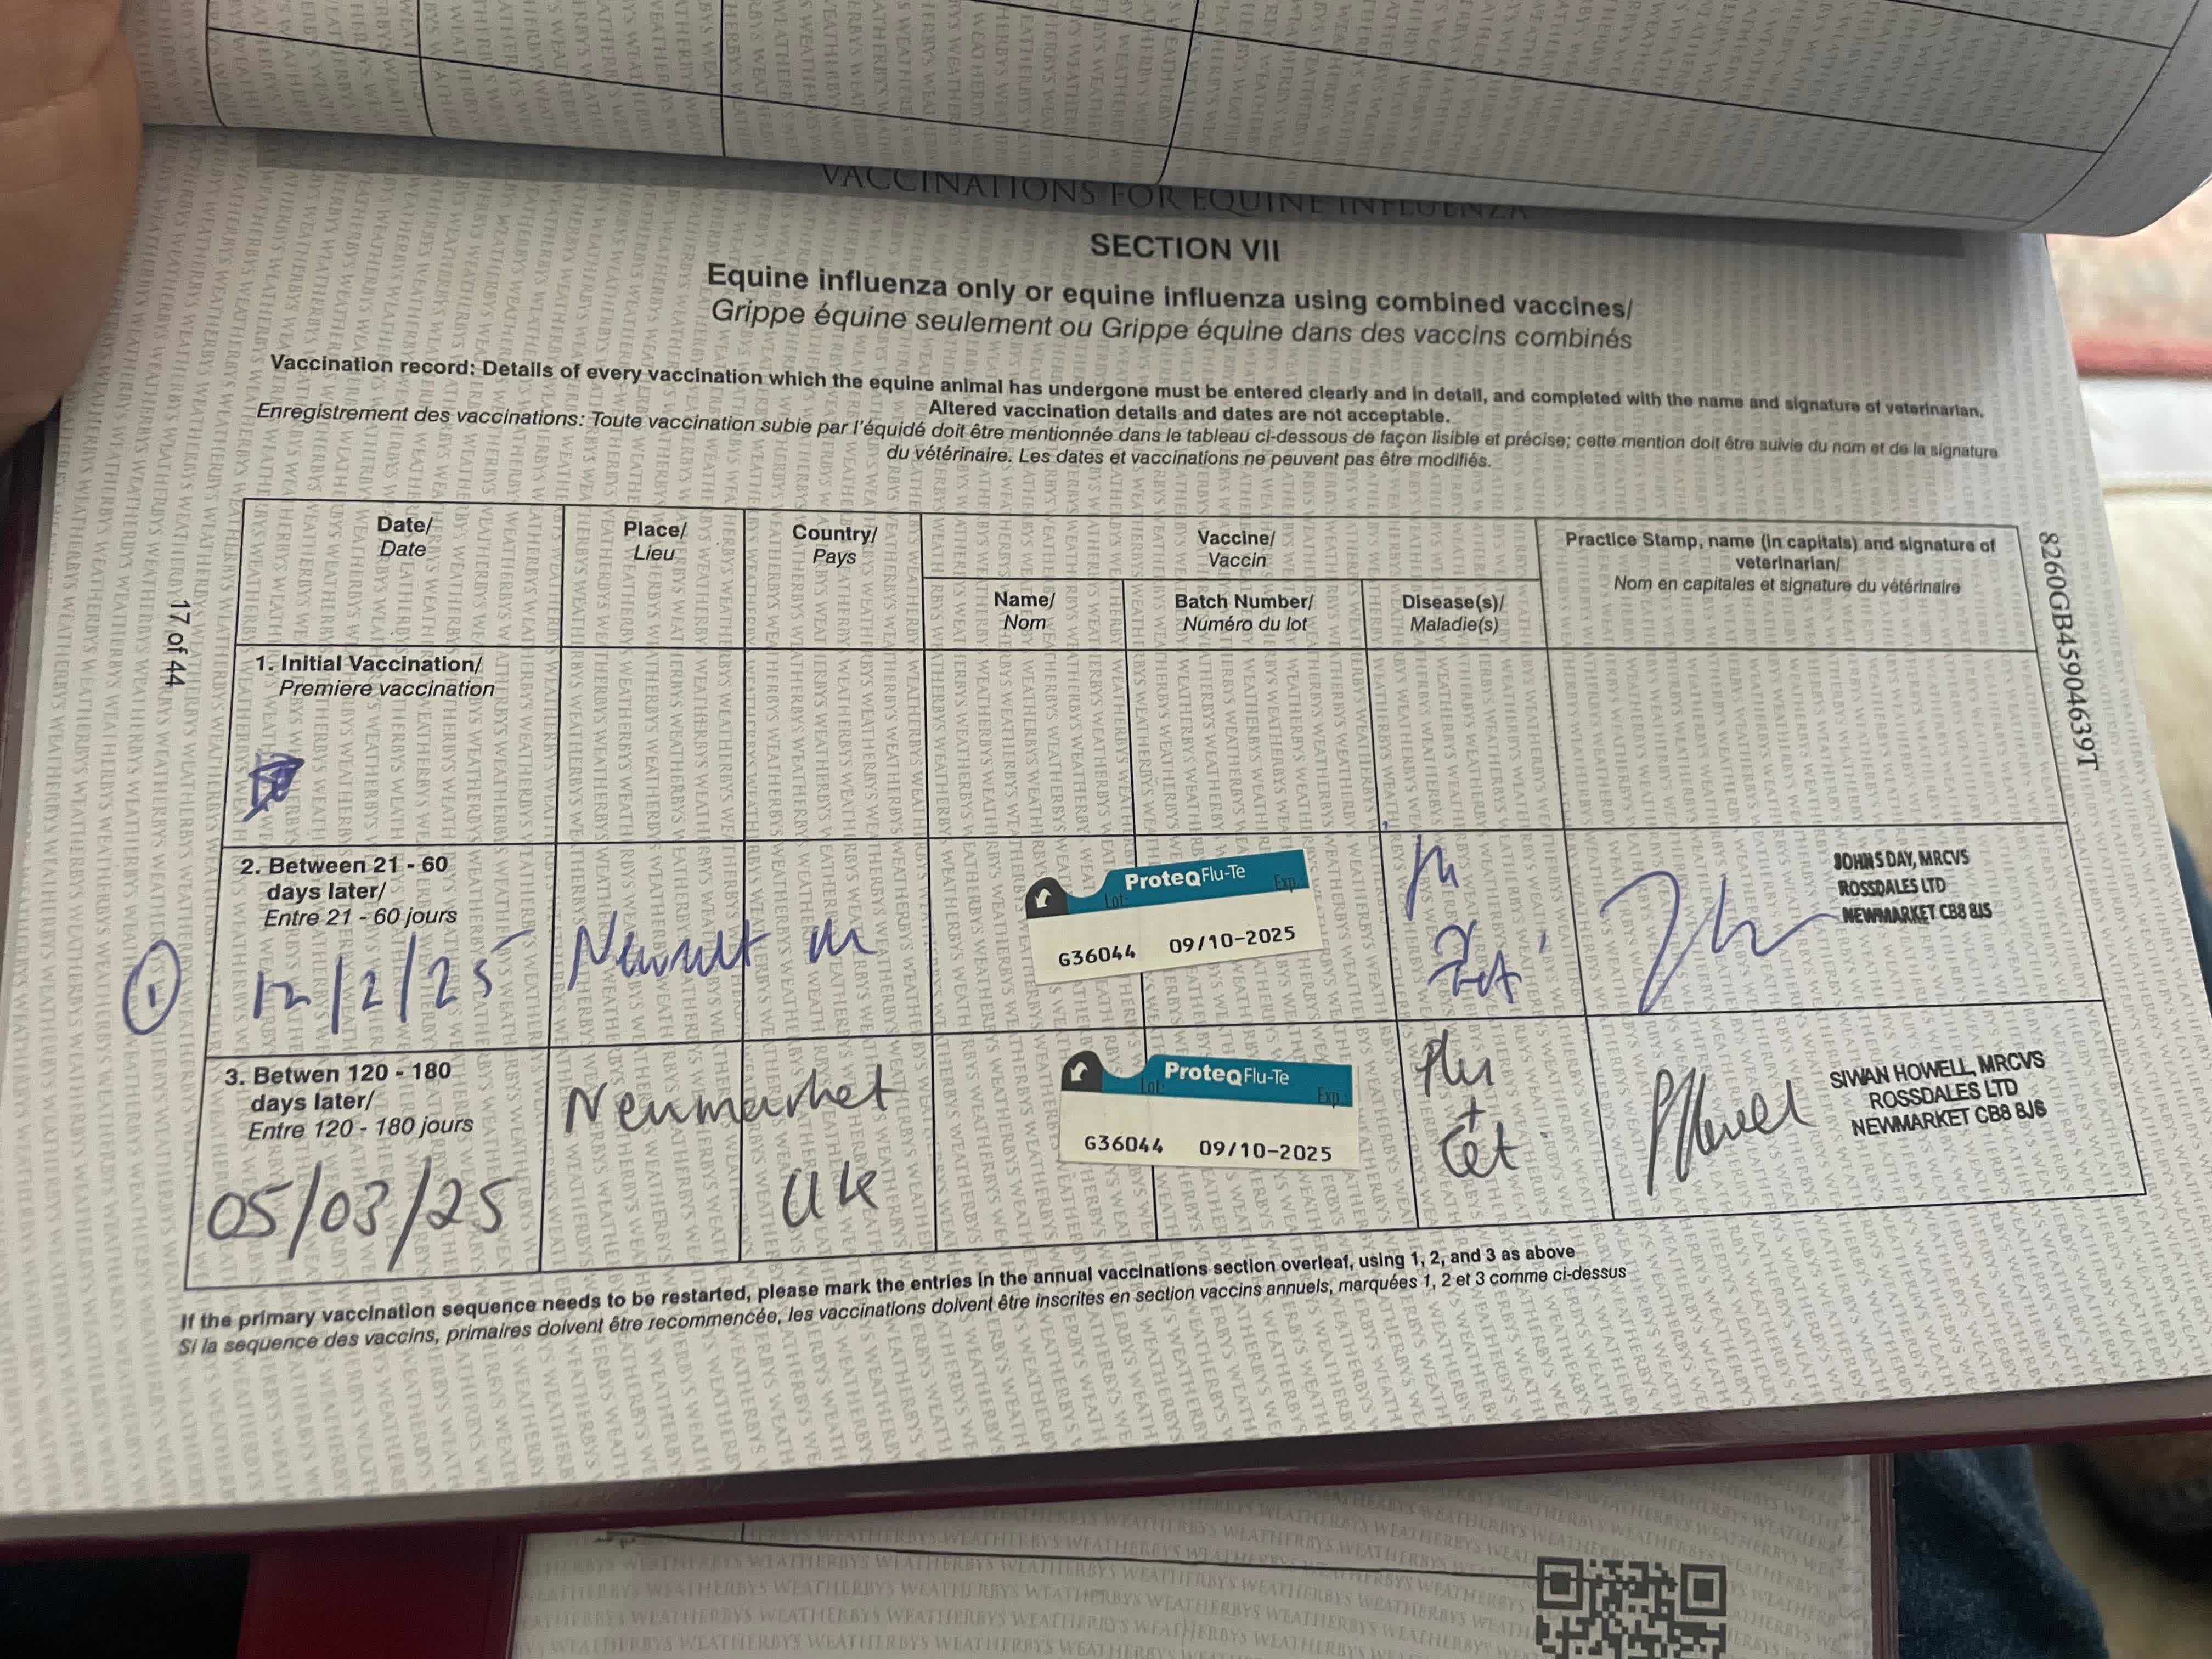 VACCINATIONS FOR EQUINE INFLUENZA
SECTION VII
Equine influenza only or equine influenza using combined vaccines/
Grippe équine seulement ou Grippe équine dans des vaccins combinés
Vaccination record: Details of every vaccination which the equine animal has undergone must be entered clearly and in detail, and completed with the name and signature of veterinarian.
Altered vaccination details and dates are not acceptable.
Enregistrement des vaccinations: Toute vaccination subie par l'équidé doit être mentionnée dans le tableau ci-dessous de façon lisible et précise; cette mention doit être suivie du nom et de la signature
du vétérinaire. Les dates et vaccinations ne peuvent pas être modifiés.
Date/
Date
Place/
Lieu
Country/
Pays
Vaccine/
Vaccin
Name/
Nom
Batch Number/
Numéro du lot
Disease(s)/
Maladie(s)
Practice Stamp, name (in capitals) and signature of
veterinarian/
Nom en capitales et signature du vétérinaire
1. Initial Vaccination/
Premiere vaccination
2. Between 21 - 60
days later/
Entre 21 - 60 jours
1
12/2/25
ProteqFlu-Te
Lot:
Exp.:
G36044 09/10-2025
Tet
JOHN S DAY, MRCVS
ROSSDALES LTD
NEWMARKET CB8 8JS
3. Betwen 120 - 180
days later/
Entre 120 - 180 jours
05/03/25
Newmarket
UK
ProteqFlu-Te
Lot:
Exp.:
G36044 09/10-2025
Flu
+
Tet
SIWAN HOWELL, MRCVS
ROSSDALES LTD
NEWMARKET CB8 8JS
If the primary vaccination sequence needs to be restarted, please mark the entries in the annual vaccinations section overleaf, using 1, 2, and 3 as above
Si la sequence des vaccins, primaires doivent être recommencée, les vaccinations doivent être inscrites en section vaccins annuels, marquées 1, 2 et 3 comme ci-dessus
17 of 44
8260GB45904639T
WEATHERBYS